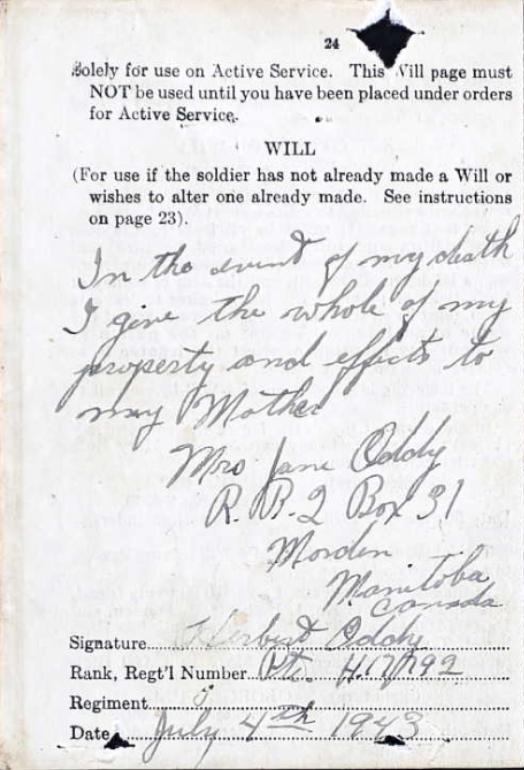 24
Solely for use on Active Service. This Will page must
NOT be used until you have been placed under orders
for Active Service.
WILL
(For use if the soldier has not already made a Will or
wishes to alter one already made. See instructions
on page 23).
In the event of my death
I give the whole of my
property and effects to
my Mother
Mrs Jane Oddy
R. R. 2 Box 31
Morden
Manitoba
Canada
Signature Herbert Oddy
Rank, Regt'l Number Pt.
Regiment
Date July 4th 1943